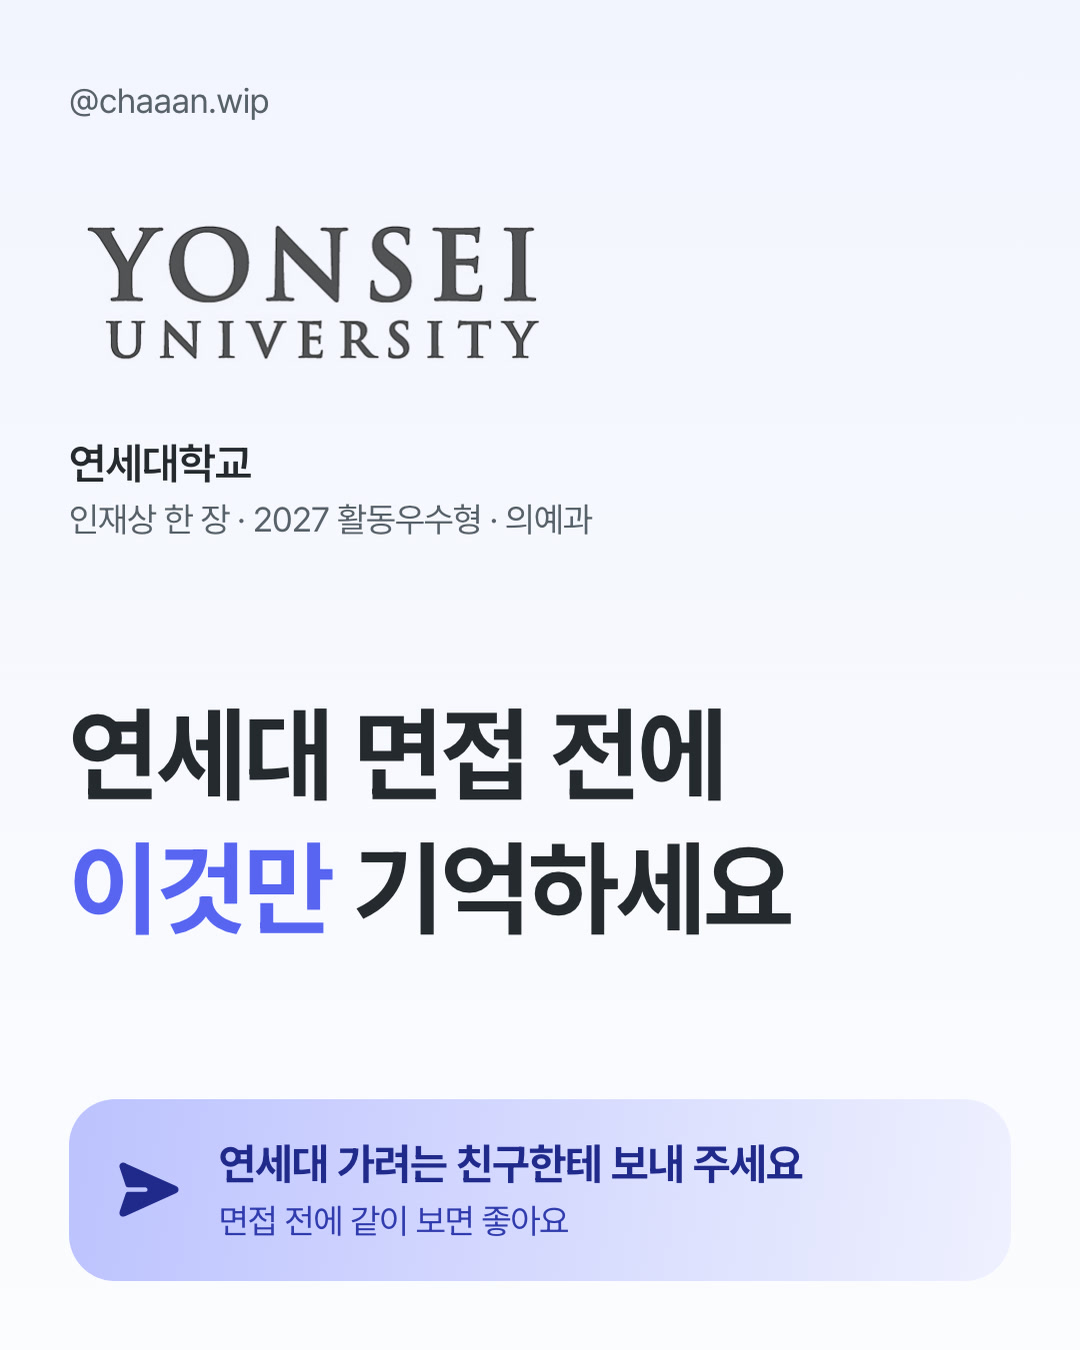 @chaaan.wip
YONSEI
UNIVERSITY
연세대학교
인재상 한 장 · 2027 활동우수형 · 의예과
연세대 면접 전에
이것만 기억하세요
연세대 가려는 친구한테 보내 주세요
면접 전에 같이 보면 좋아요